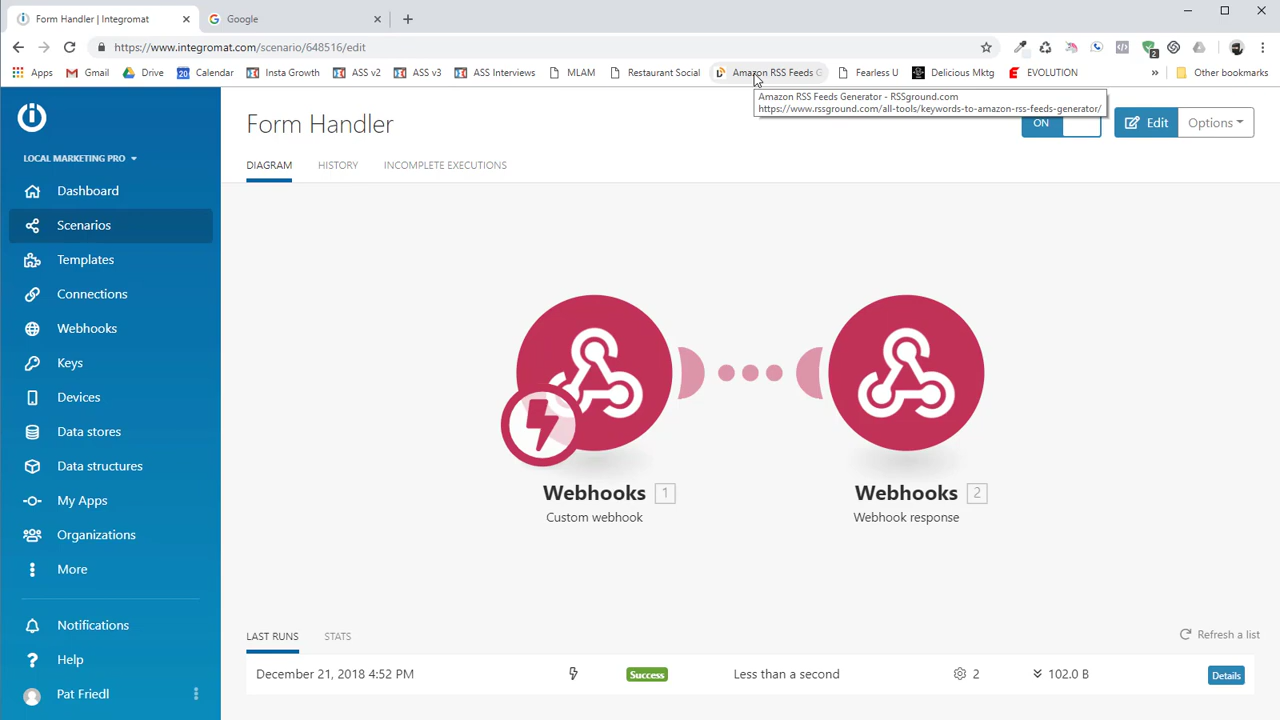 Form Handler | Integromat
Google
https://www.integromat.com/scenario/648516/edit
Apps
Gmail
Drive
Calendar
Insta Growth
ASS v2
ASS v3
ASS Interviews
MLAM
Restaurant Social
Amazon RSS Feeds G
Fearless U
Delicious Mktg
EVOLUTION
Other bookmarks
2
Amazon RSS Feeds Generator - RSSground.com
https://www.rssground.com/all-tools/keywords-to-amazon-rss-feeds-generator/
LOCAL MARKETING PRO
Dashboard
Scenarios
Templates
Connections
Webhooks
Keys
Devices
Data stores
Data structures
My Apps
Organizations
More
Notifications
Help
Pat Friedl
Form Handler
ON
Edit
Options
DIAGRAM
HISTORY
INCOMPLETE EXECUTIONS
Webhooks 1
Custom webhook
Webhooks 2
Webhook response
LAST RUNS
STATS
Refresh a list
December 21, 2018 4:52 PM
Success
Less than a second
2
102.0 B
Details